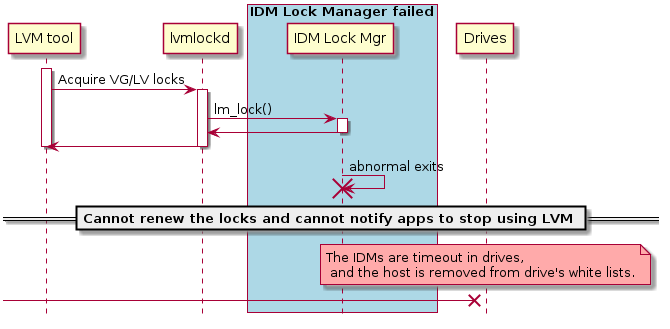 IDM Lock Manager failed
LVM tool
lvmlockd
IDM Lock Mgr
Drives
Acquire VG/LV locks
lm_lock()
abnormal exits
Cannot renew the locks and cannot notify apps to stop using LVM
The IDMs are timeout in drives,
and the host is removed from drive's white lists.